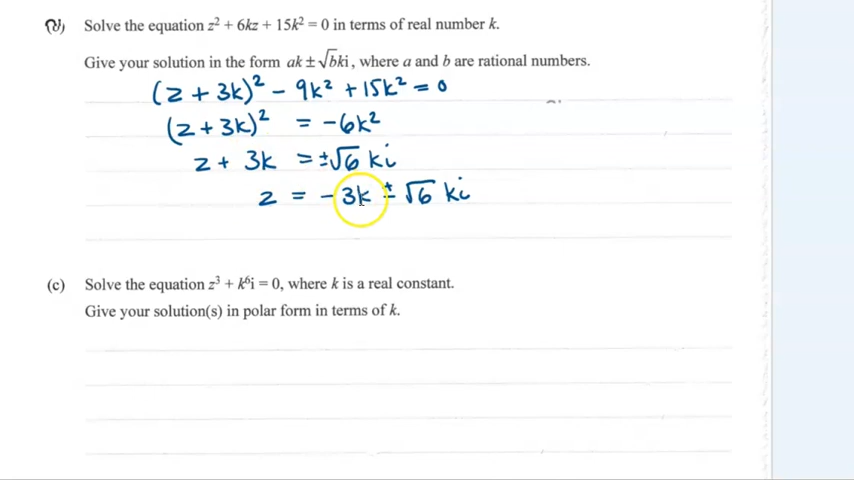 (b) Solve the equation z² + 6kz + 15k² = 0 in terms of real number k.
Give your solution in the form ak ± √bki, where a and b are rational numbers.
(z + 3k)² - 9k² + 15k² = 0
(z + 3k)² = -6k²
z + 3k = ±√6 ki
z = -3k ± √6 ki
(c) Solve the equation z³ + k⁶i = 0, where k is a real constant.
Give your solution(s) in polar form in terms of k.